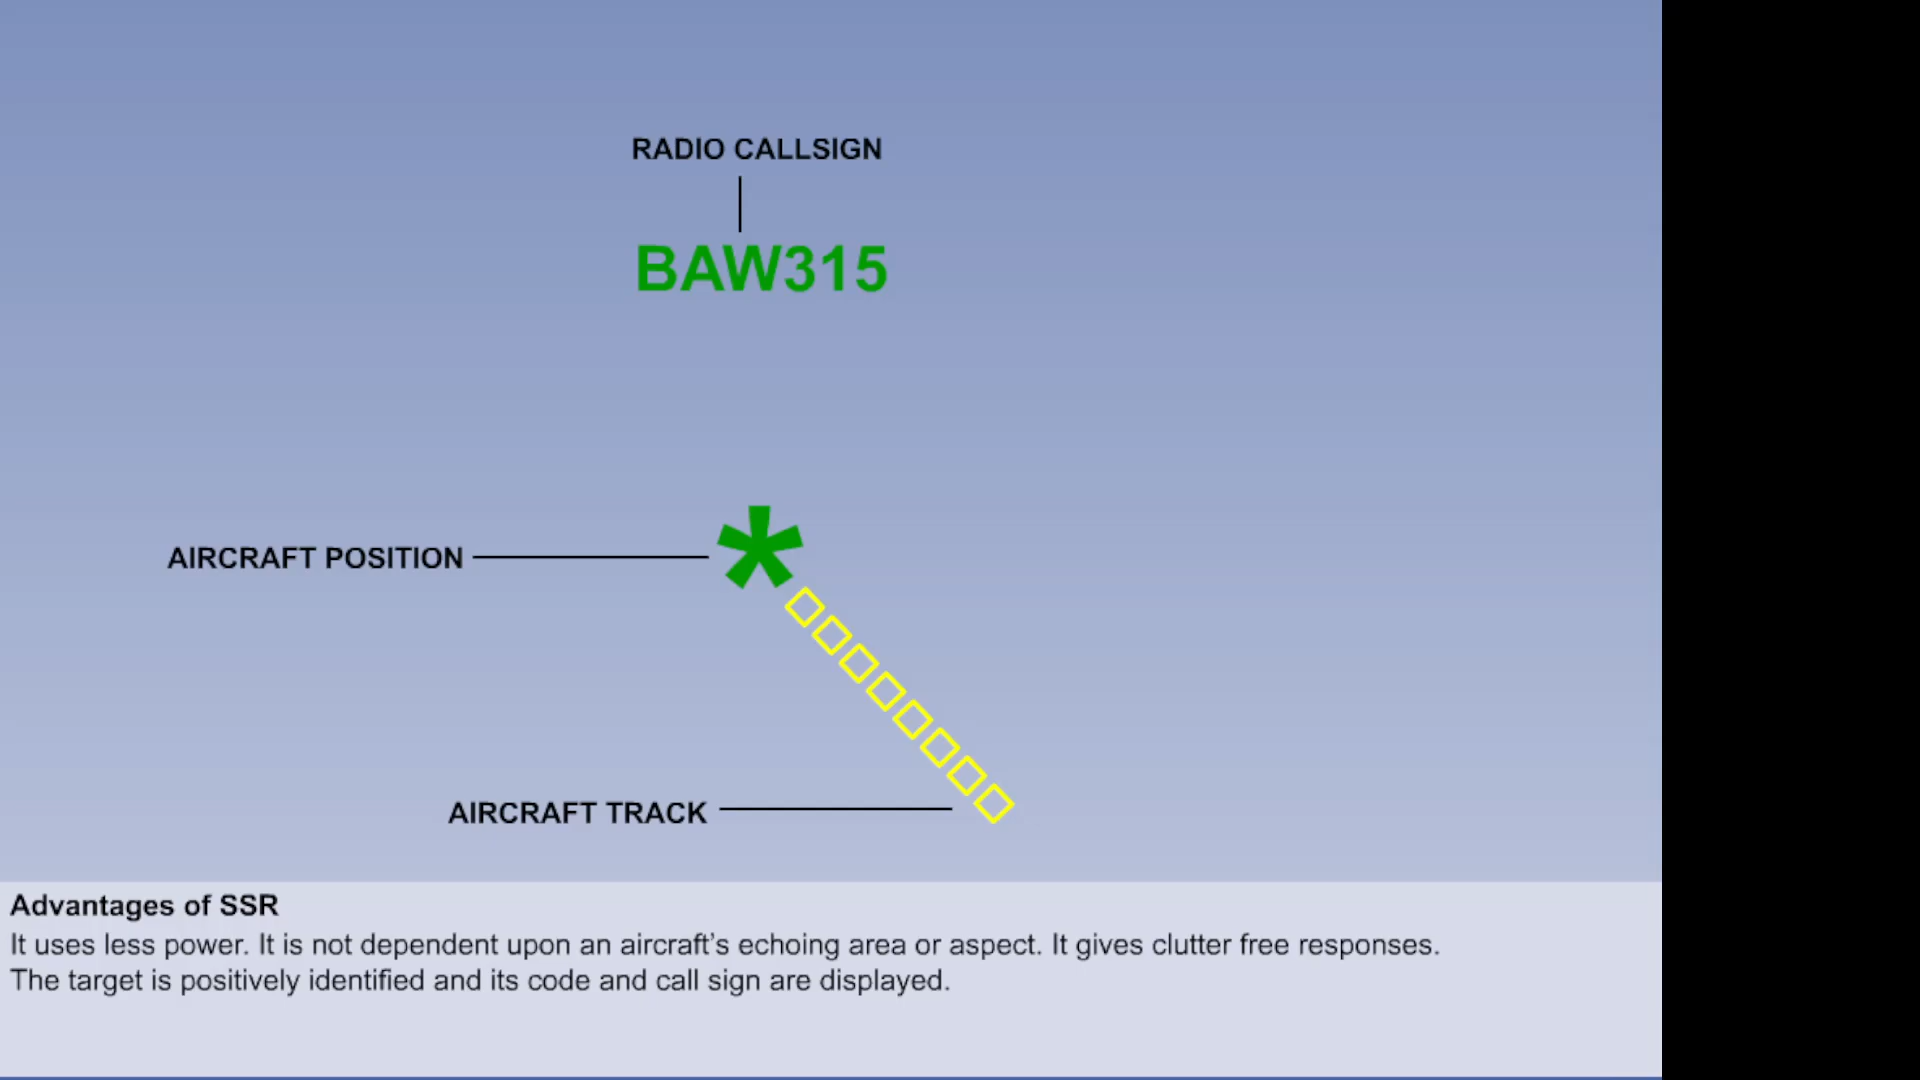 RADIO CALLSIGN
BAW315
AIRCRAFT POSITION
AIRCRAFT TRACK
Advantages of SSR
It uses less power. It is not dependent upon an aircraft’s echoing area or aspect. It gives clutter free responses.
The target is positively identified and its code and call sign are displayed.